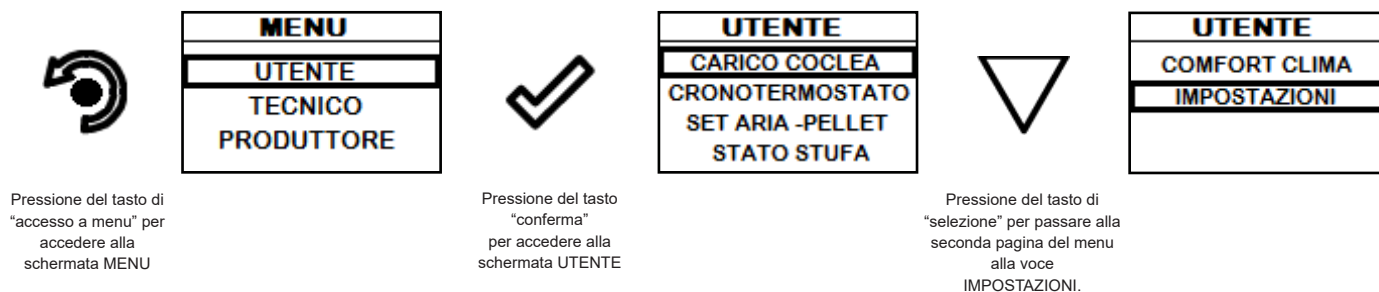 MENU
UTENTE
TECNICO
PRODUTTORE
Pressione del tasto di
“accesso a menu” per
accedere alla
schermata MENU
Pressione del tasto
“conferma”
per accedere alla
schermata UTENTE
UTENTE
CARICO COCLEA
CRONOTERMOSTATO
SET ARIA -PELLET
STATO STUFA
Pressione del tasto di
“selezione” per passare alla
seconda pagina del menu
alla voce
IMPOSTAZIONI.
UTENTE
COMFORT CLIMA
IMPOSTAZIONI